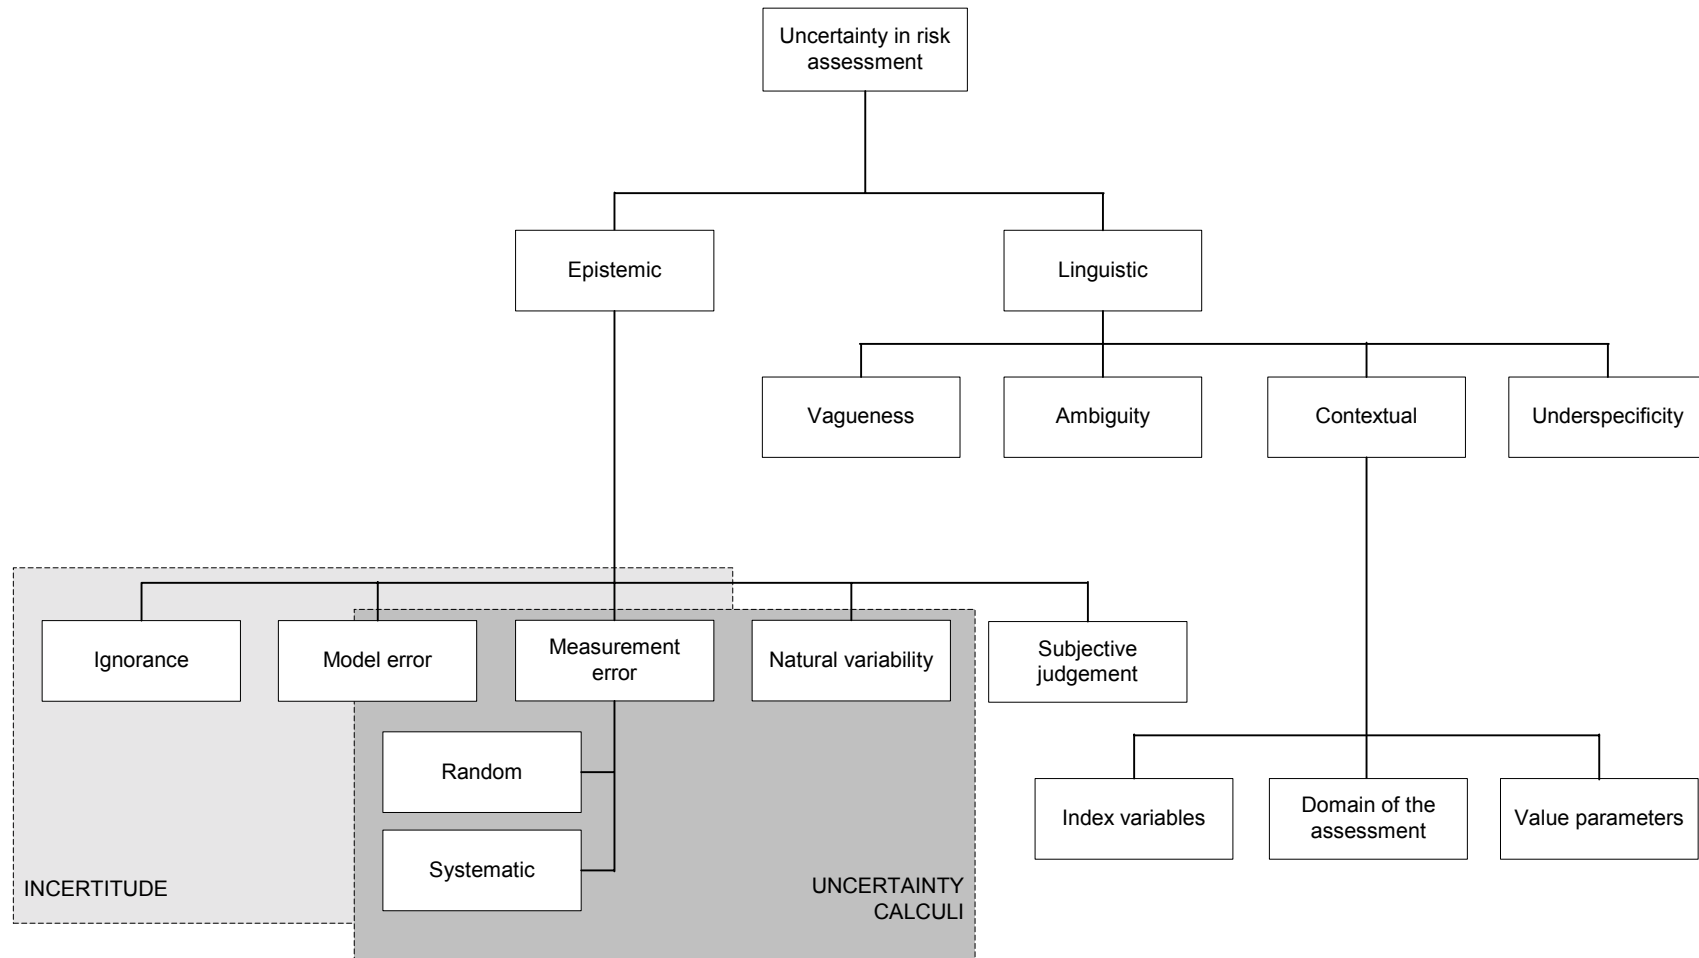 Uncertainty in risk
assessment
Epistemic
Linguistic
Vagueness
Ambiguity
Contextual
Underspecificity
Ignorance
Model error
Measurement
error
Natural variability
Subjective
judgement
Random
Systematic
Index variables
Domain of the
assessment
Value parameters
INCERTITUDE
UNCERTAINTY
CALCULI